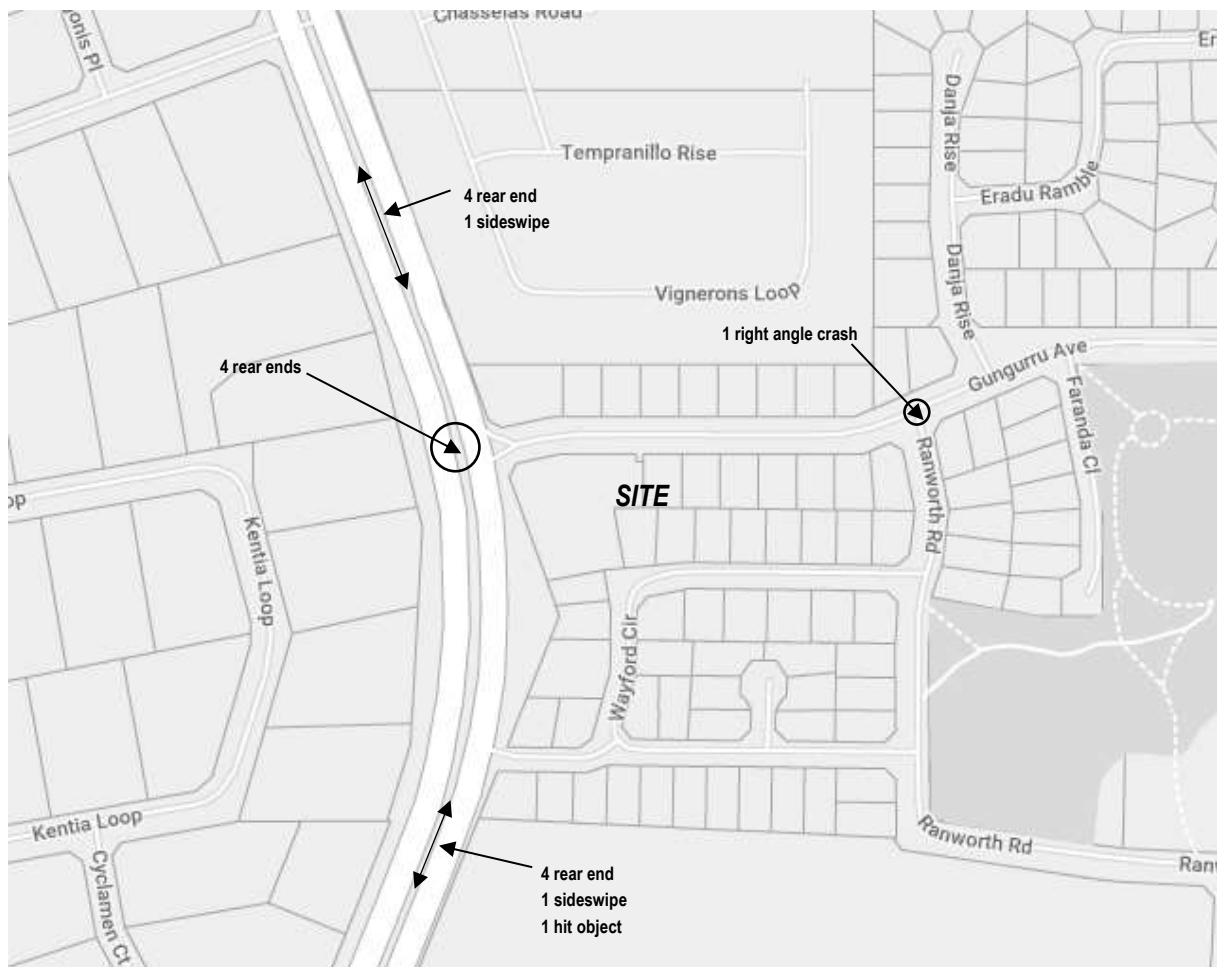 Chasselas Road
onis Pl
Er
Danja Rise
Tempranillo Rise
4 rear end
1 sideswipe
Eradu Ramble
Danja Rise
Vignerons Loop
1 right angle crash
Gungurru Ave
4 rear ends
Faranda Cl
Ranworth Rd
SITE
op
Kentia Loop
Wayford Cir
Kentia Loop
Ranworth Rd
Ranw
Cyclamen Ct
4 rear end
1 sideswipe
1 hit object